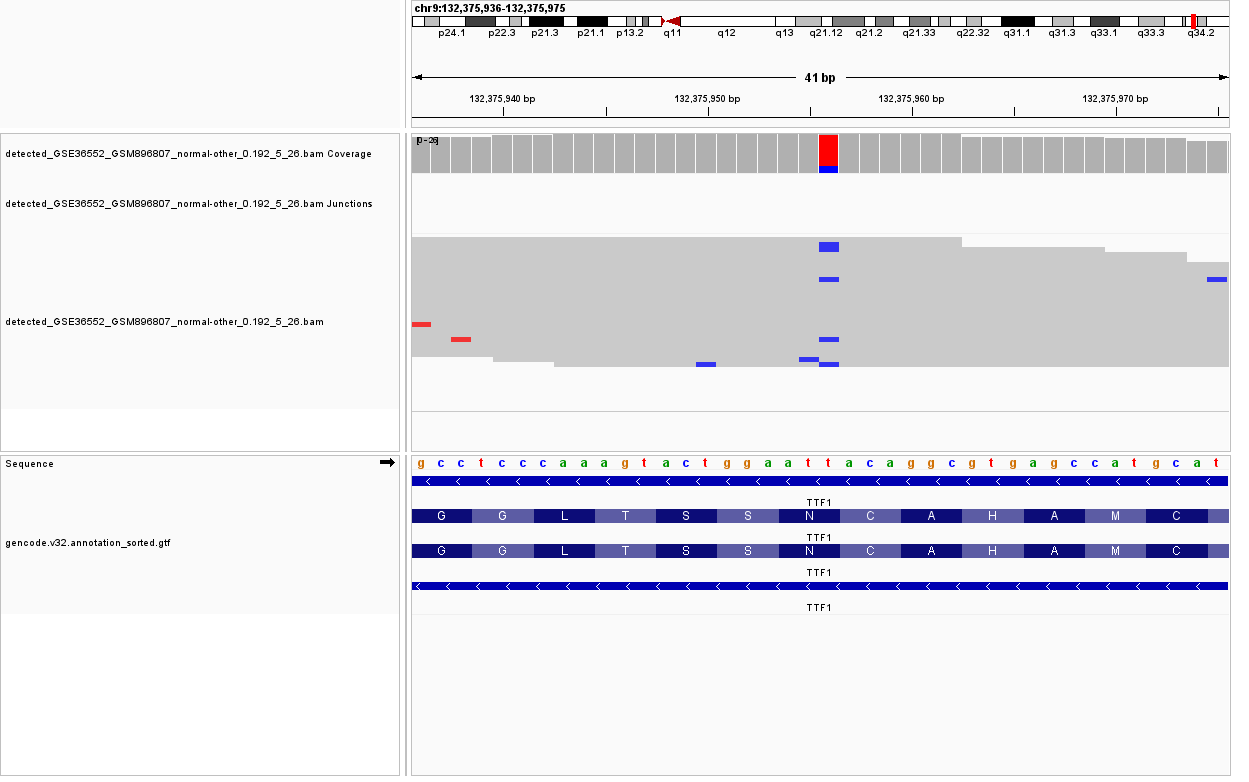 chr9:132,375,936-132,375,975
p24.1 p22.3 p21.3 p21.1 p13.2 q11 q12 q13 q21.12 q21.2 q21.33 q22.32 q31.1 q31.3 q33.1 q33.3 q34.2
41 bp
132,375,940 bp 132,375,950 bp 132,375,960 bp 132,375,970 bp
[0-26]
detected_GSE36552_GSM896807_normal-other_0.192_5_26.bam Coverage
detected_GSE36552_GSM896807_normal-other_0.192_5_26.bam Junctions
detected_GSE36552_GSM896807_normal-other_0.192_5_26.bam
Sequence
g c c t c c c a a a g t a c t g g a a t t a c a g g c g t g a g c c a t g c a t
TTF1
G G L T S S N C A H A M C
TTF1
gencode.v32.annotation_sorted.gtf
G G L T S S N C A H A M C
TTF1
TTF1